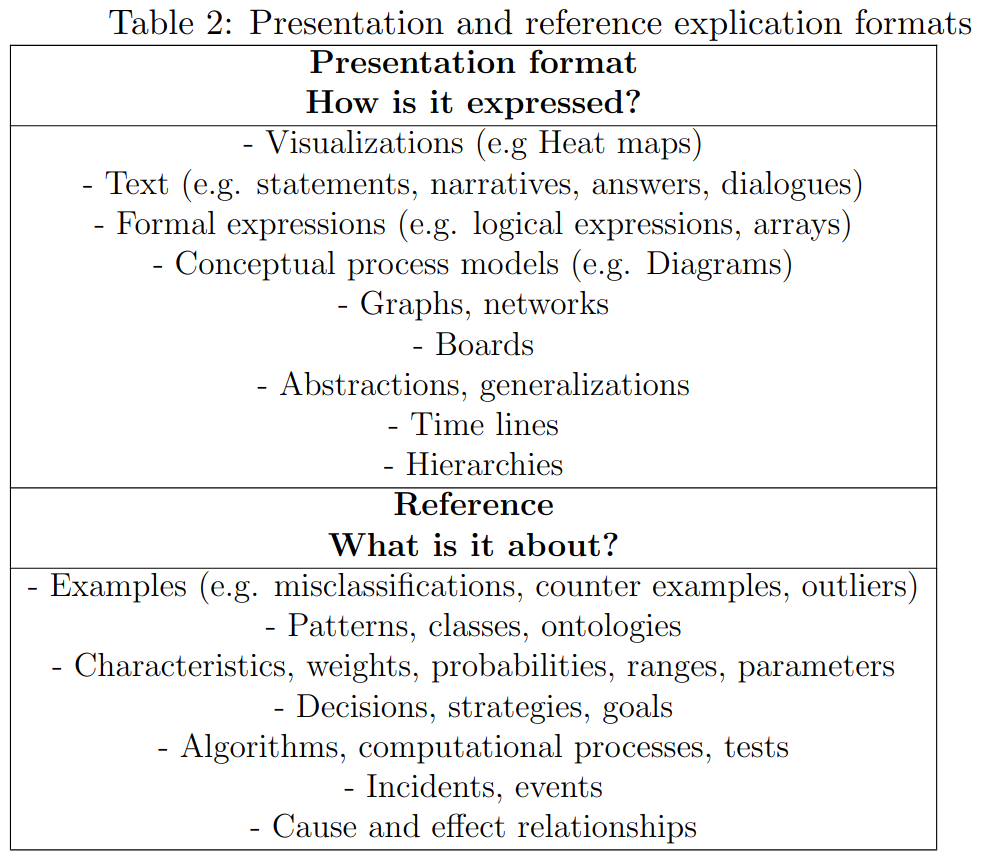 Table 2: Presentation and reference explication formats
Presentation format
How is it expressed?
- Visualizations (e.g Heat maps)
- Text (e.g. statements, narratives, answers, dialogues)
- Formal expressions (e.g. logical expressions, arrays)
- Conceptual process models (e.g. Diagrams)
- Graphs, networks
- Boards
- Abstractions, generalizations
- Time lines
- Hierarchies
Reference
What is it about?
- Examples (e.g. misclassifications, counter examples, outliers)
- Patterns, classes, ontologies
- Characteristics, weights, probabilities, ranges, parameters
- Decisions, strategies, goals
- Algorithms, computational processes, tests
- Incidents, events
- Cause and effect relationships